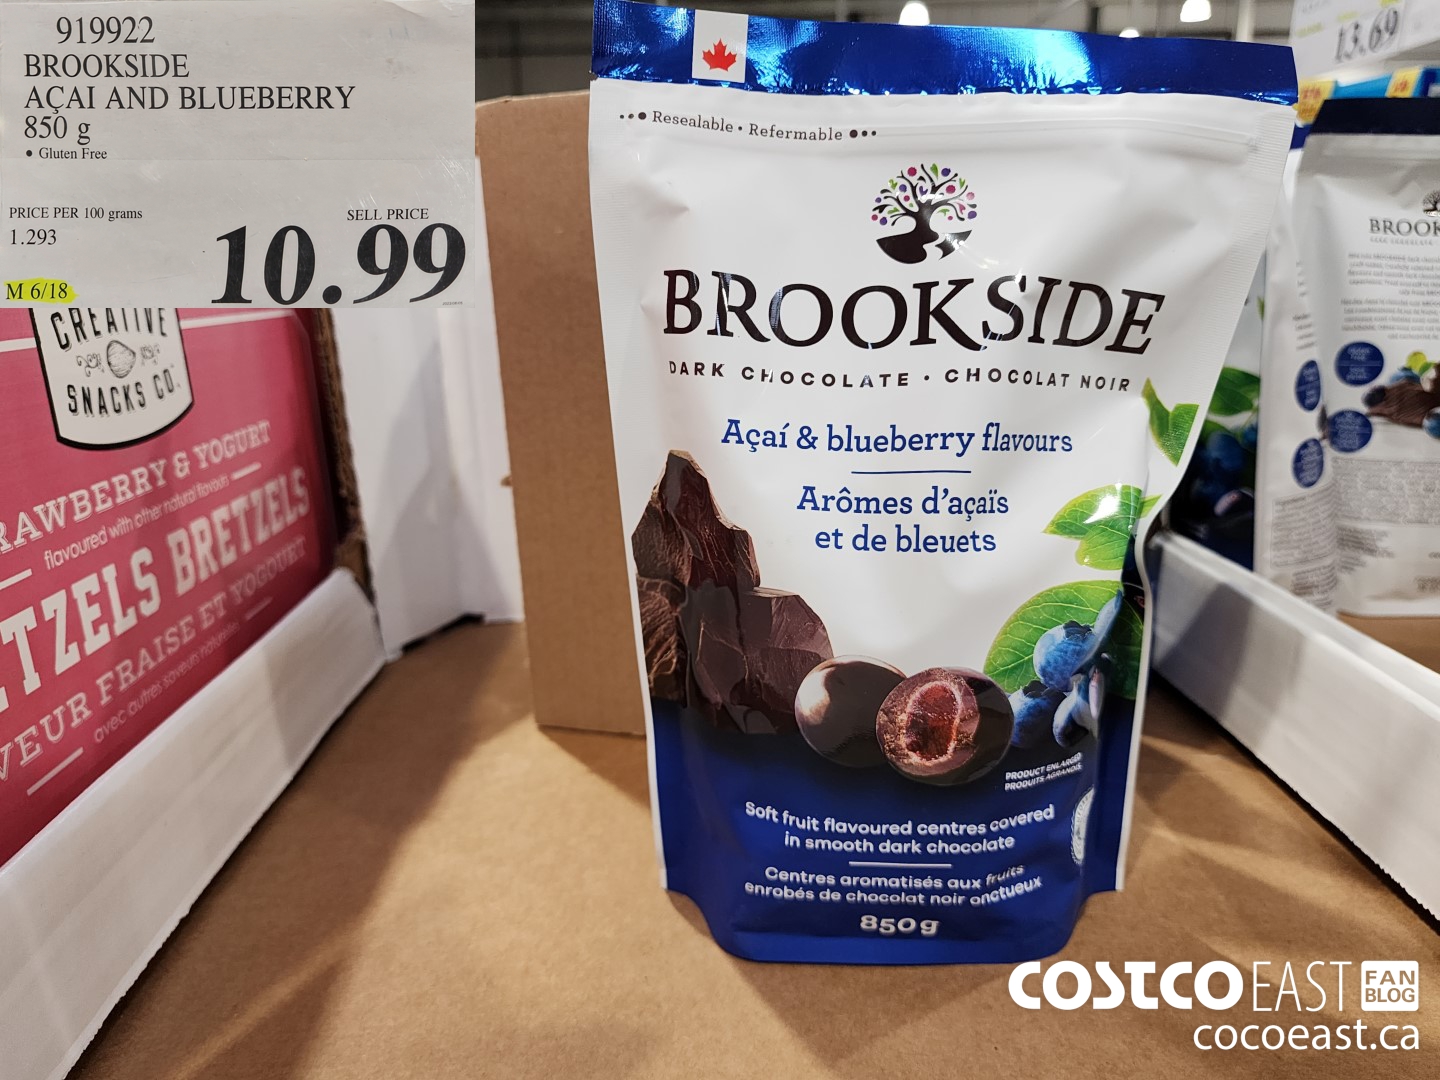 919922
BROOKSIDE
AÇAI AND BLUEBERRY
850 g
• Gluten Free
PRICE PER 100 grams
1.293
SELL PRICE
10.99
M 6/18
CREATIVE
SNACKS CO.
RAWBERRY & YOGURT
flavoured with other natural flavours
TZELS BRETZELS
VEUR FRAISE ET YOGOURT
avec autres saveurs naturelles
Resealable • Refermable
BROOKSIDE
DARK CHOCOLATE • CHOCOLAT NOIR
Açaí & blueberry flavours
Arômes d'açaïs
et de bleuets
PRODUCT ENLARGED
PRODUITS AGRANDIS
Soft fruit flavoured centres covered
in smooth dark chocolate
Centres aromatisés aux fruits
enrobés de chocolat noir onctueux
850 g
13.69
BROOK
COSTCO EAST FAN BLOG
cocoeast.ca